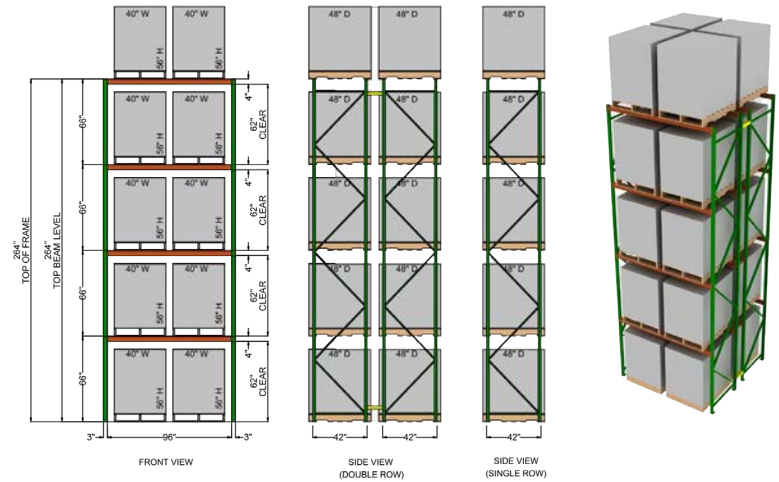 40" W 40" W
56" H 56" H
48" D 48" D
48" D
40" W 40" W
56" H 56" H
66"
4"
62"
CLEAR
48" D 48" D
48" D
40" W 40" W
56" H 56" H
66"
4"
62"
CLEAR
48" D 48" D
48" D
264"
TOP OF FRAME
264"
TOP BEAM LEVEL
40" W 40" W
56" H 56" H
66"
4"
62"
CLEAR
48" D 48" D
48" D
40" W 40" W
56" H 56" H
66"
4"
62"
CLEAR
48" D 48" D
48" D
3" 96" 3"
42" 42"
42"
FRONT VIEW
SIDE VIEW
(DOUBLE ROW)
SIDE VIEW
(SINGLE ROW)